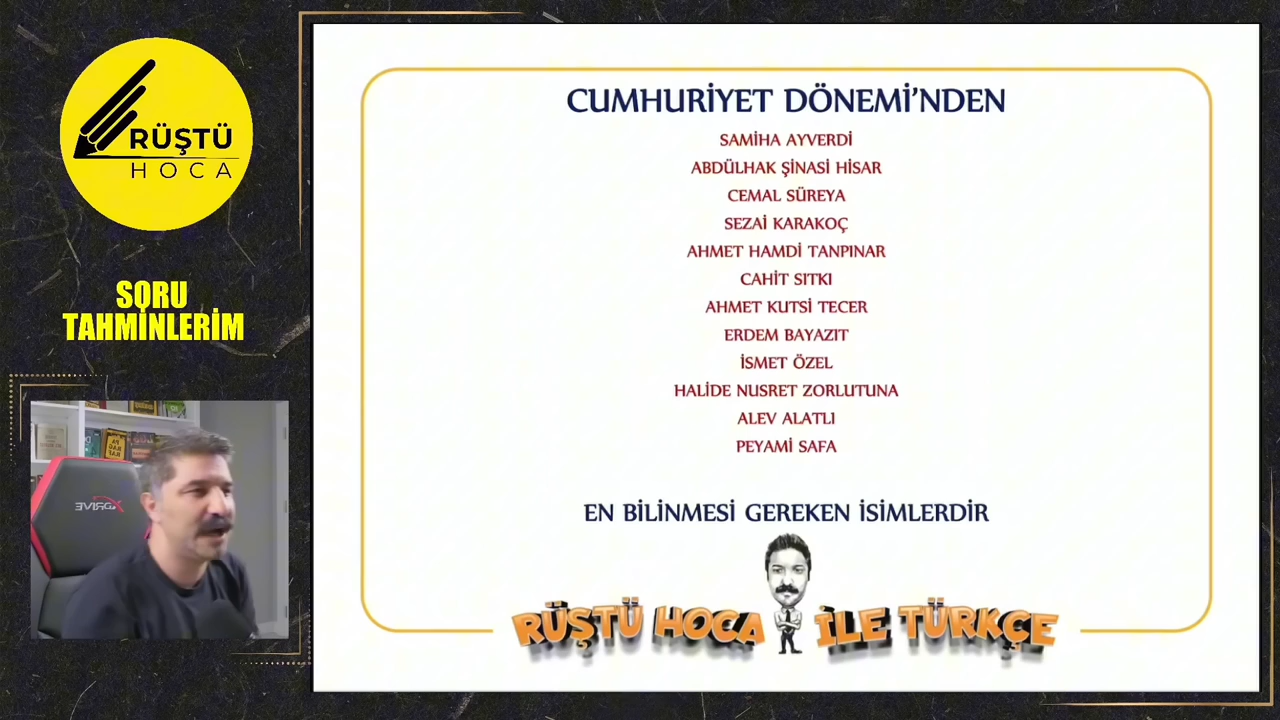 RÜŞTÜ
HOCA
SORU
TAHMİNLERİM
XDRIVE
CUMHURİYET DÖNEMİ'NDEN
SAMİHA AYVERDİ
ABDÜLHAK ŞİNASİ HİSAR
CEMAL SÜREYA
SEZAİ KARAKOÇ
AHMET HAMDİ TANPINAR
CAHİT SITKI
AHMET KUTSİ TECER
ERDEM BAYAZIT
İSMET ÖZEL
HALİDE NUSRET ZORLUTUNA
ALEV ALATLI
PEYAMİ SAFA
EN BİLİNMESİ GEREKEN İSİMLERDİR
RÜŞTÜ HOCA İLE TÜRKÇE